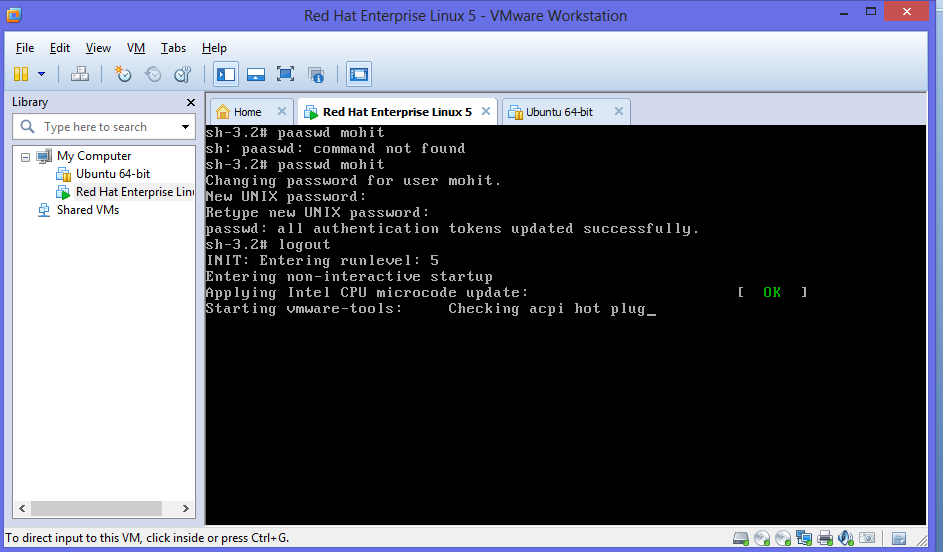 Red Hat Enterprise Linux 5 - VMware Workstation
File Edit View VM Tabs Help
Library
Type here to search
My Computer
Ubuntu 64-bit
Red Hat Enterprise Lin
Shared VMs
Home
Red Hat Enterprise Linux 5
Ubuntu 64-bit
sh-3.2# paaswd mohit
sh: paaswd: command not found
sh-3.2# passwd mohit
Changing password for user mohit.
New UNIX password:
Retype new UNIX password:
passwd: all authentication tokens updated successfully.
sh-3.2# logout
INIT: Entering runlevel: 5
Entering non-interactive startup
Applying Intel CPU microcode update: [ OK ]
Starting vmware-tools: Checking acpi hot plug_
To direct input to this VM, click inside or press Ctrl+G.